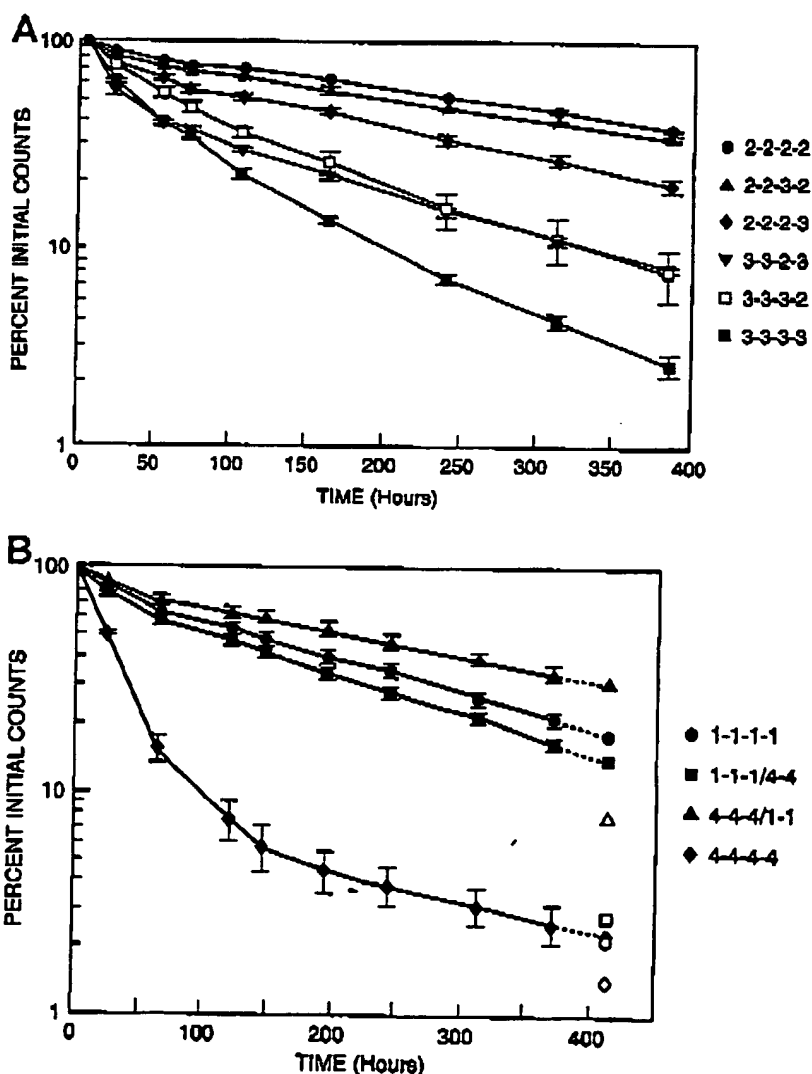 A
100
10
1
PERCENT INITIAL COUNTS
0 50 100 150 200 250 300 350 400
TIME (Hours)
2-2-2-2
2-2-3-2
2-2-2-3
3-3-2-3
3-3-3-2
3-3-3-3
B
100
10
1
PERCENT INITIAL COUNTS
0 100 200 300 400
TIME (Hours)
1-1-1-1
1-1-1/4-4
4-4-4/1-1
4-4-4-4